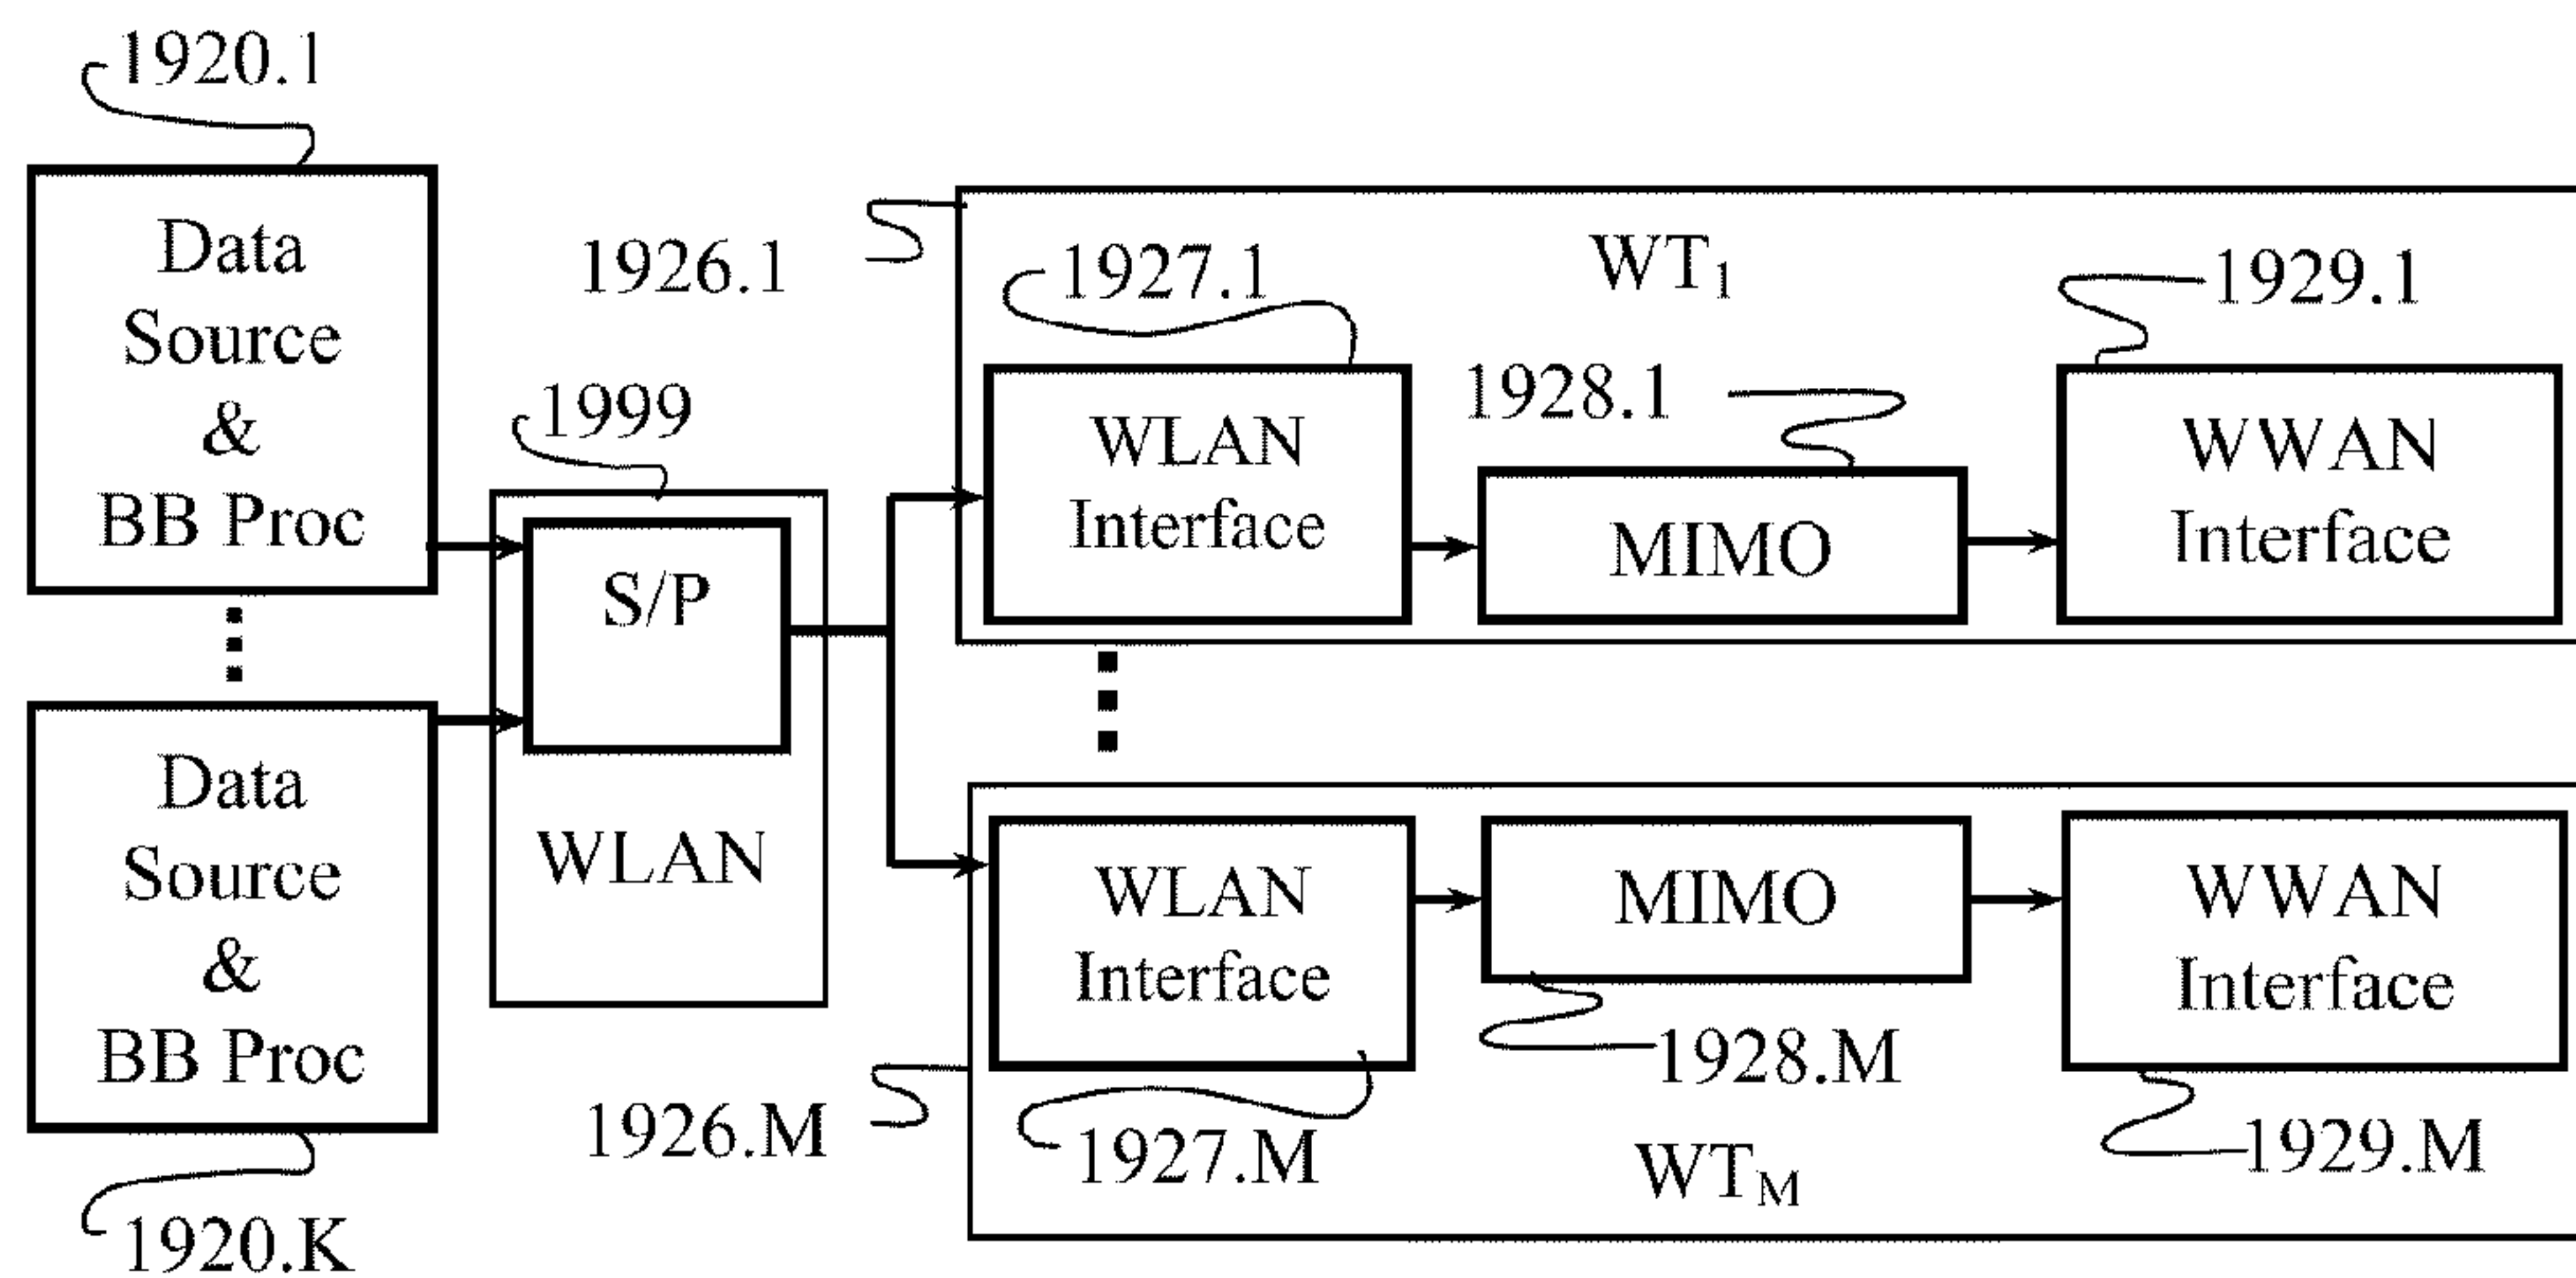 1920.1
Data
Source
&
BB Proc
1999
S/P
WLAN
Data
Source
&
BB Proc
1920.K
1926.1
WT1
1927.1
1928.1
1929.1
WLAN
Interface
MIMO
WWAN
Interface
WLAN
Interface
MIMO
WWAN
Interface
1926.M
1927.M
1928.M
WTM
1929.M